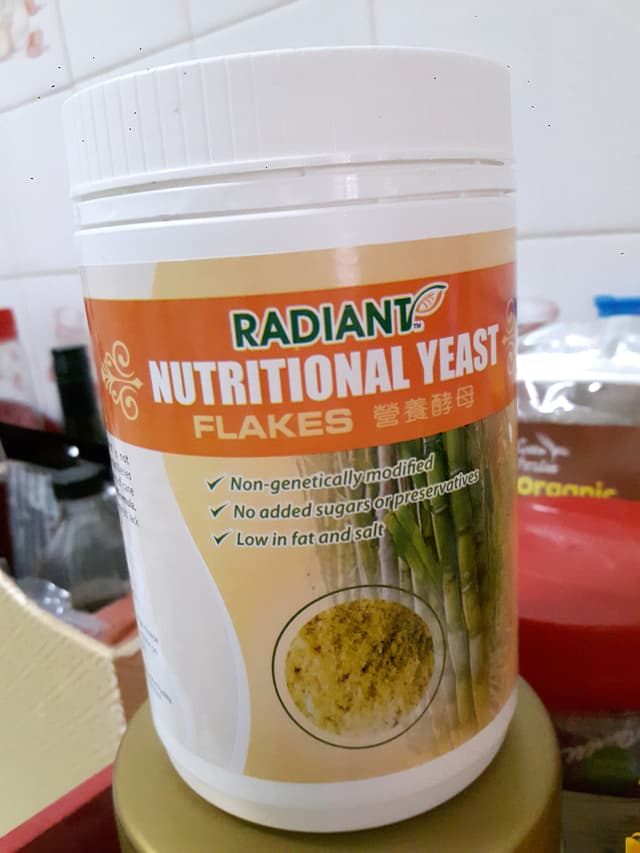 RADIANT™
NUTRITIONAL YEAST
FLAKES 營養酵母
✓ Non-genetically modified
✓ No added sugars or preservatives
✓ Low in fat and salt
Organic